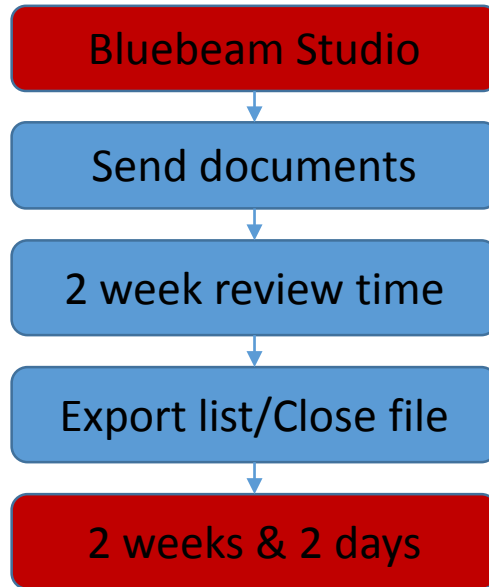 Bluebeam Studio
Send documents
2 week review time
Export list/Close file
2 weeks & 2 days